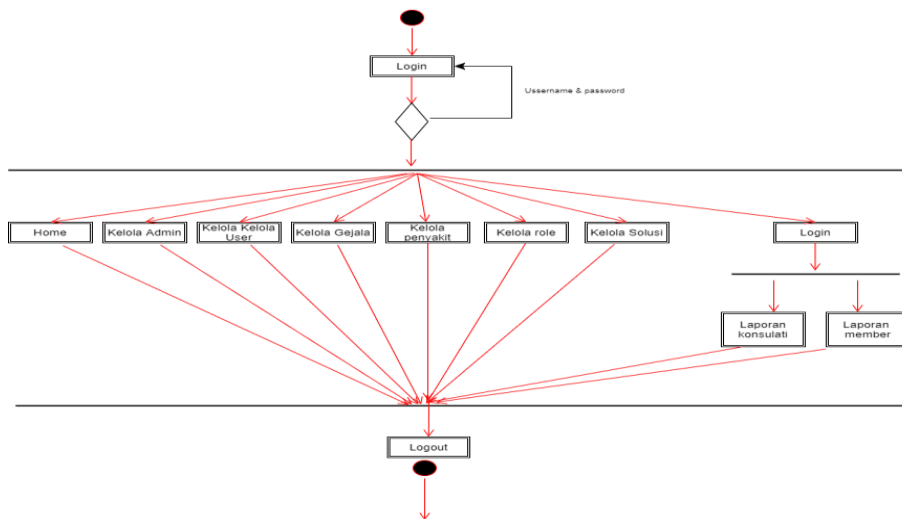 Login
Ussername & password
Home
Kelola Admin
Kelola Kelola
User
Kelola Gejala
Kelola
penyakit
Kelola role
Kelola Solusi
Login
Laporan
konsulati
Laporan
member
Logout